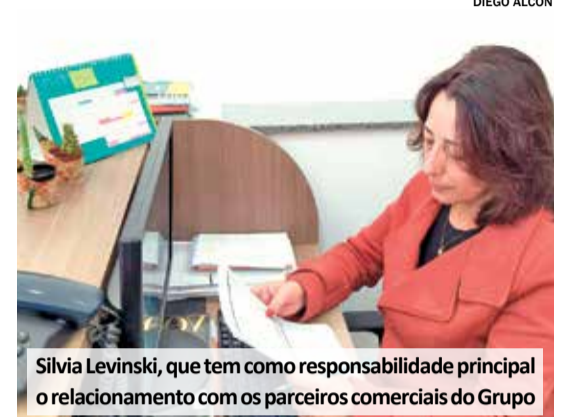 DIEGO ALCON
Silvia Levinski, que tem como responsabilidade principal
o relacionamento com os parceiros comerciais do Grupo